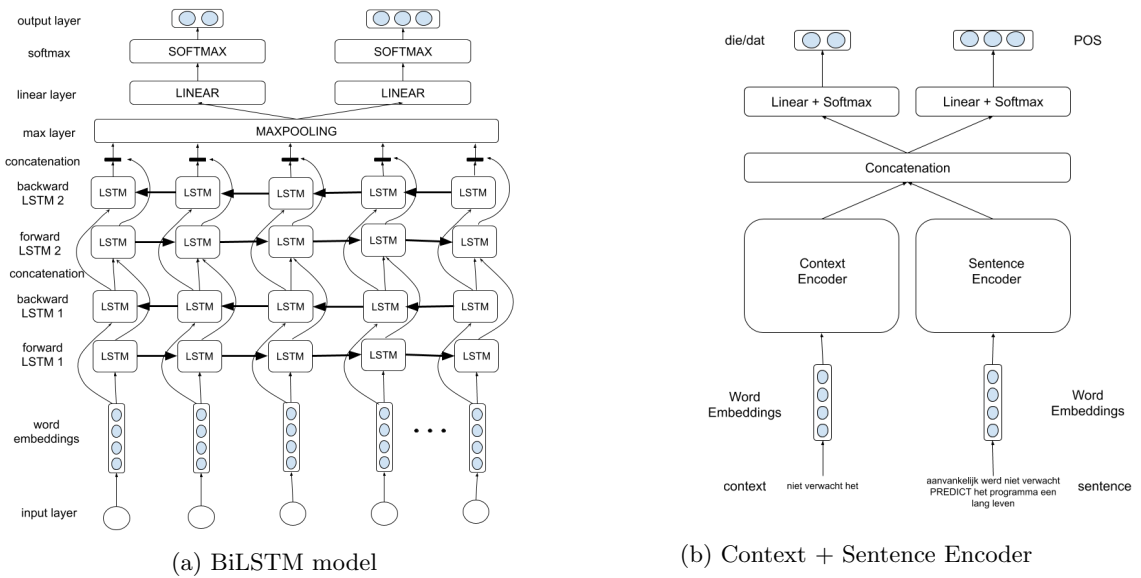 output layer
softmax
SOFTMAX
SOFTMAX
linear layer
LINEAR
LINEAR
max layer
MAXPOOLING
concatenation
backward
LSTM 2
LSTM
LSTM
LSTM
LSTM
LSTM
forward
LSTM 2
LSTM
LSTM
LSTM
LSTM
LSTM
concatenation
backward
LSTM 1
LSTM
LSTM
LSTM
LSTM
LSTM
forward
LSTM 1
LSTM
LSTM
LSTM
LSTM
LSTM
word
embeddings
input layer
(a) BiLSTM model
die/dat
POS
Linear + Softmax
Linear + Softmax
Concatenation
Context
Encoder
Sentence
Encoder
Word
Embeddings
Word
Embeddings
context
niet verwacht het
aanvankelijk werd niet verwacht
PREDICT het programma een
lang leven
sentence
(b) Context + Sentence Encoder